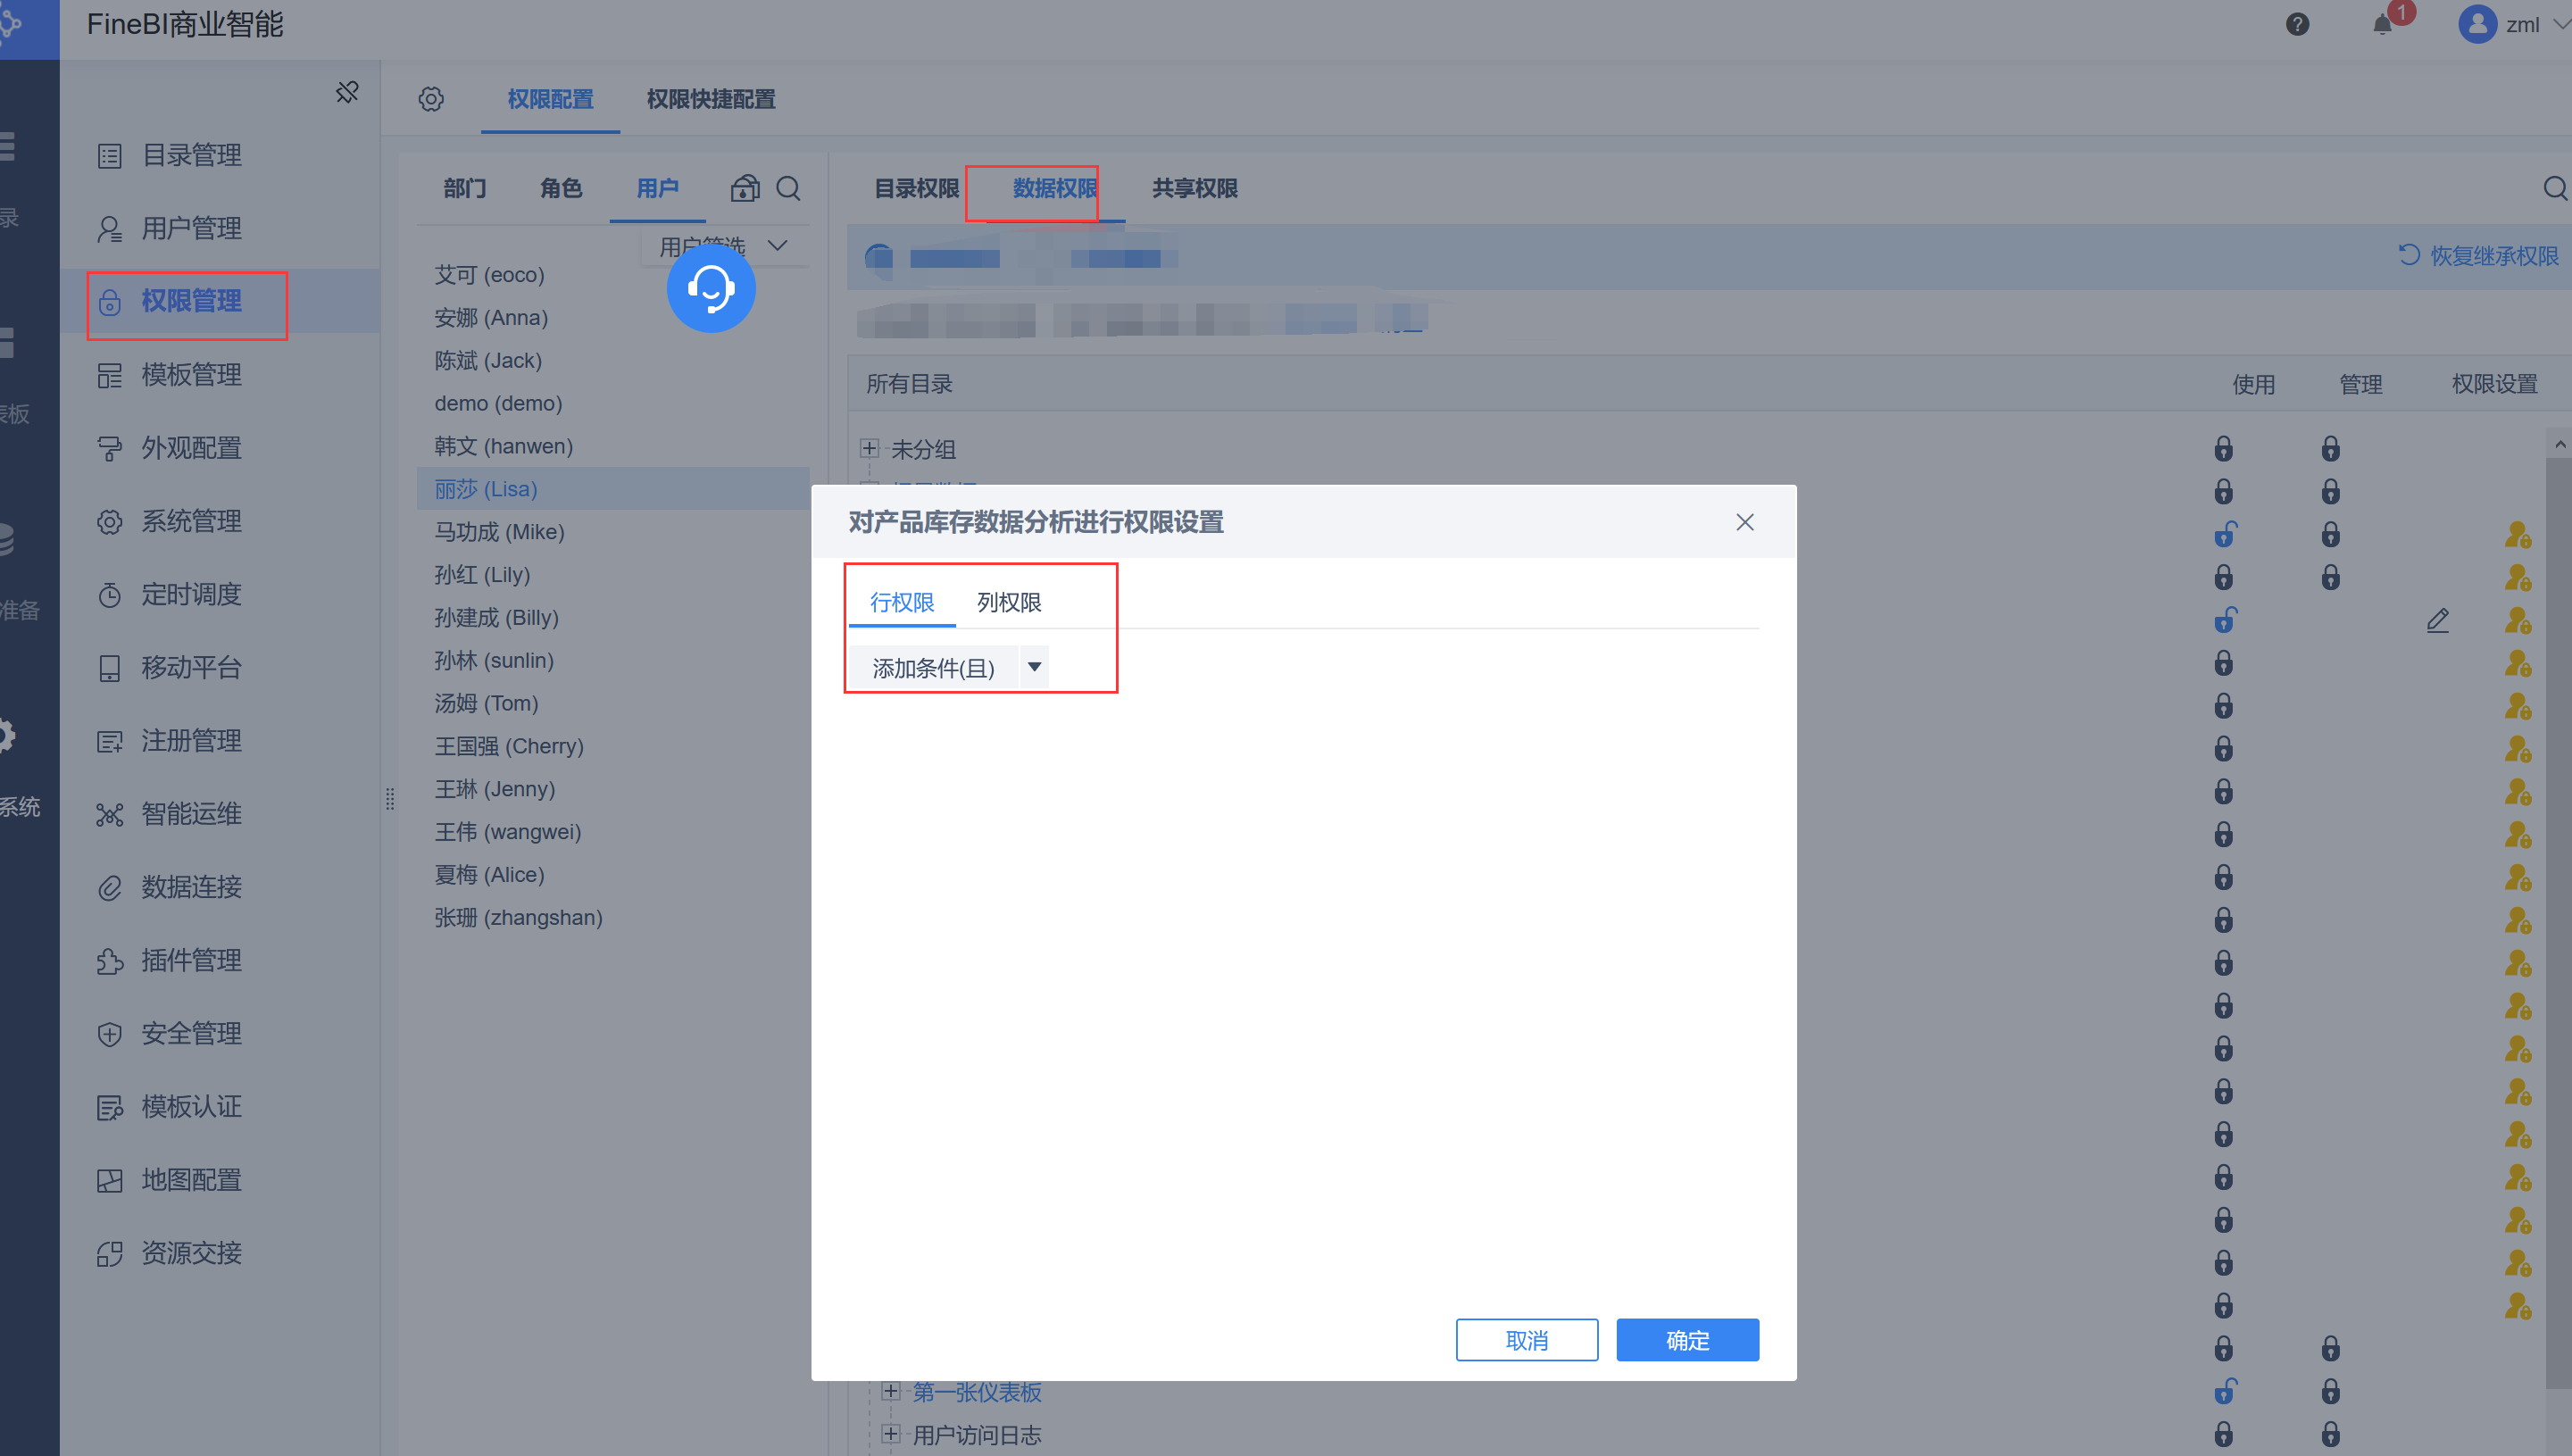 FineBI商业智能
1
zml
权限配置
权限快捷配置
录
表板
准备
系统
目录管理
用户管理
权限管理
模板管理
外观配置
系统管理
定时调度
移动平台
注册管理
智能运维
数据连接
插件管理
安全管理
模板认证
地图配置
资源交接
部门
角色
用户
艾可 (eoco)
安娜 (Anna)
陈斌 (Jack)
demo (demo)
韩文 (hanwen)
丽莎 (Lisa)
马功成 (Mike)
孙红 (Lily)
孙建成 (Billy)
孙林 (sunlin)
汤姆 (Tom)
王国强 (Cherry)
王琳 (Jenny)
王伟 (wangwei)
夏梅 (Alice)
张珊 (zhangshan)
目录权限
数据权限
共享权限
恢复继承权限
所有目录
使用
管理
权限设置
未分组
对产品库存数据分析进行权限设置
行权限
列权限
添加条件(且)
取消
确定
第一张仪表板
用户访问日志